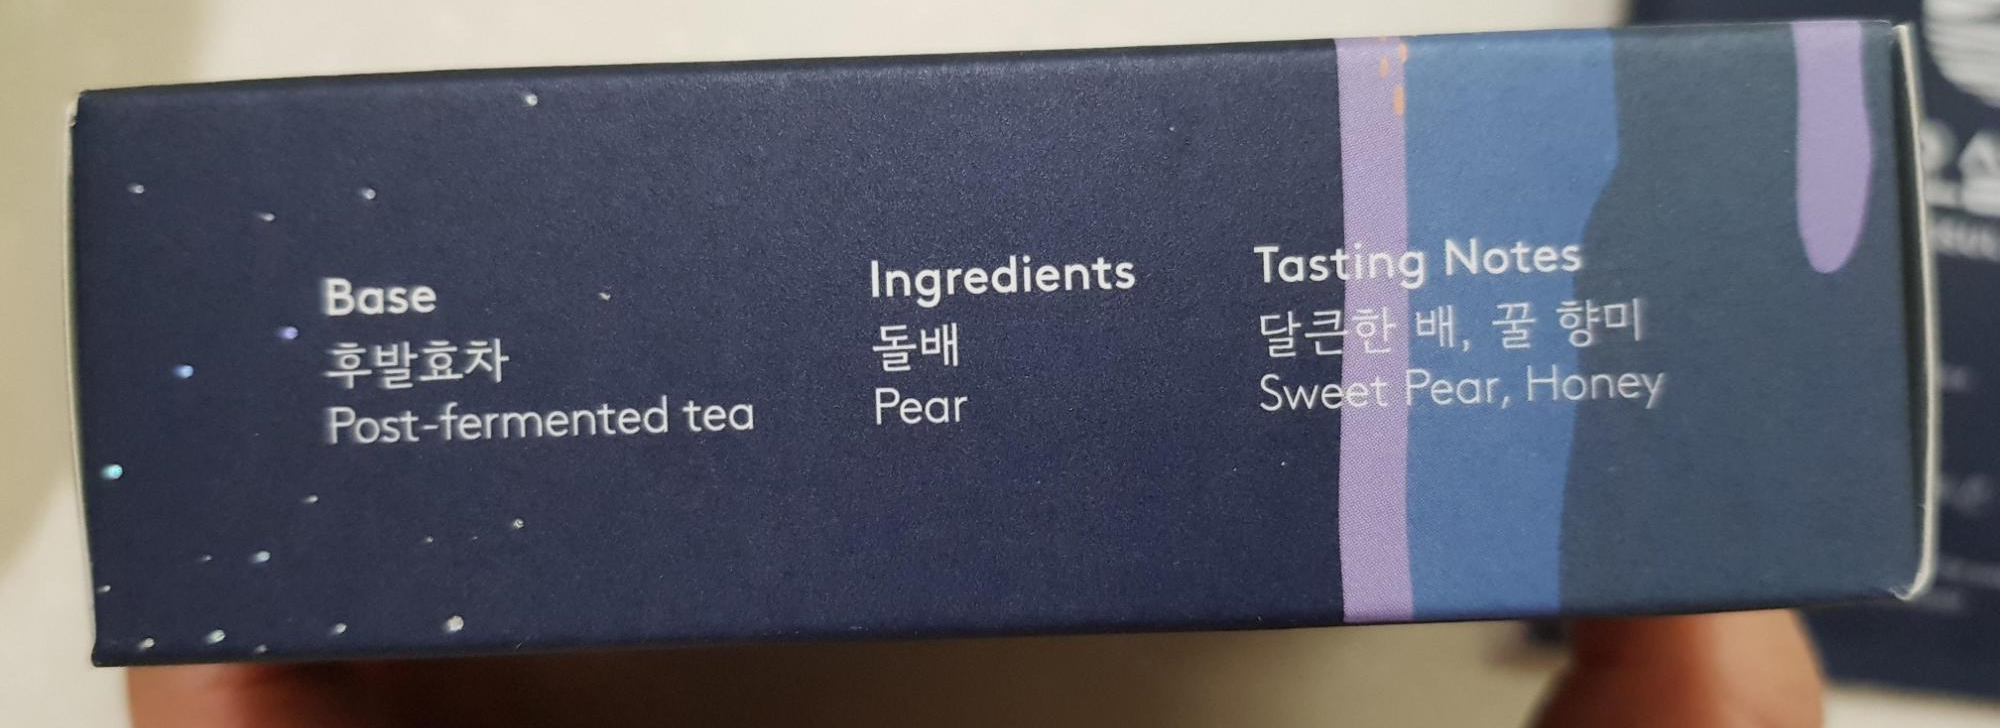 Base
후발효차
Post-fermented tea
Ingredients
돌배
Pear
Tasting Notes
달큰한 배, 꿀 향미
Sweet Pear, Honey